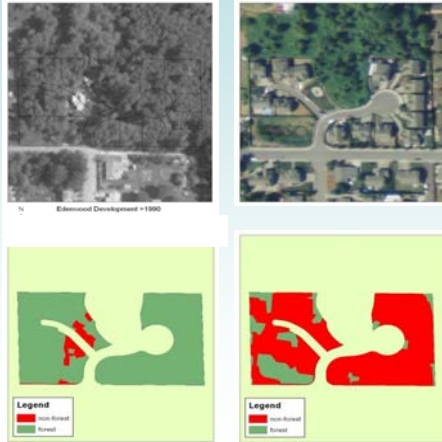 N Edenwood Development >1990
Legend
non-forest
forest
Legend
non-forest
forest